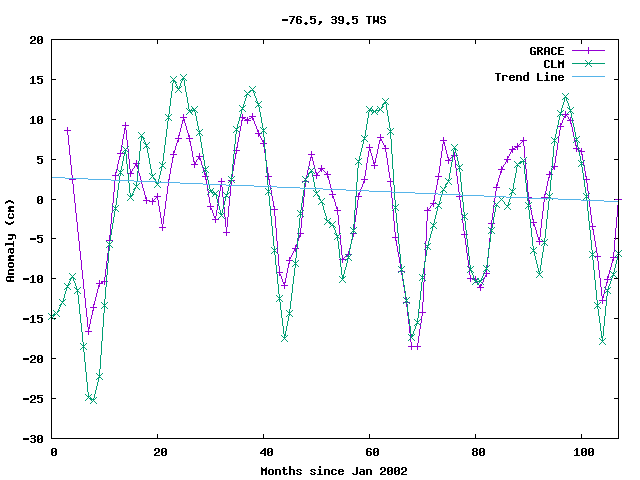 -76.5, 39.5 TWS
20
15
10
5
0
-5
-10
-15
-20
-25
-30
Anomaly (cm)
GRACE
CLM
Trend Line
0 20 40 60 80 100
Months since Jan 2002